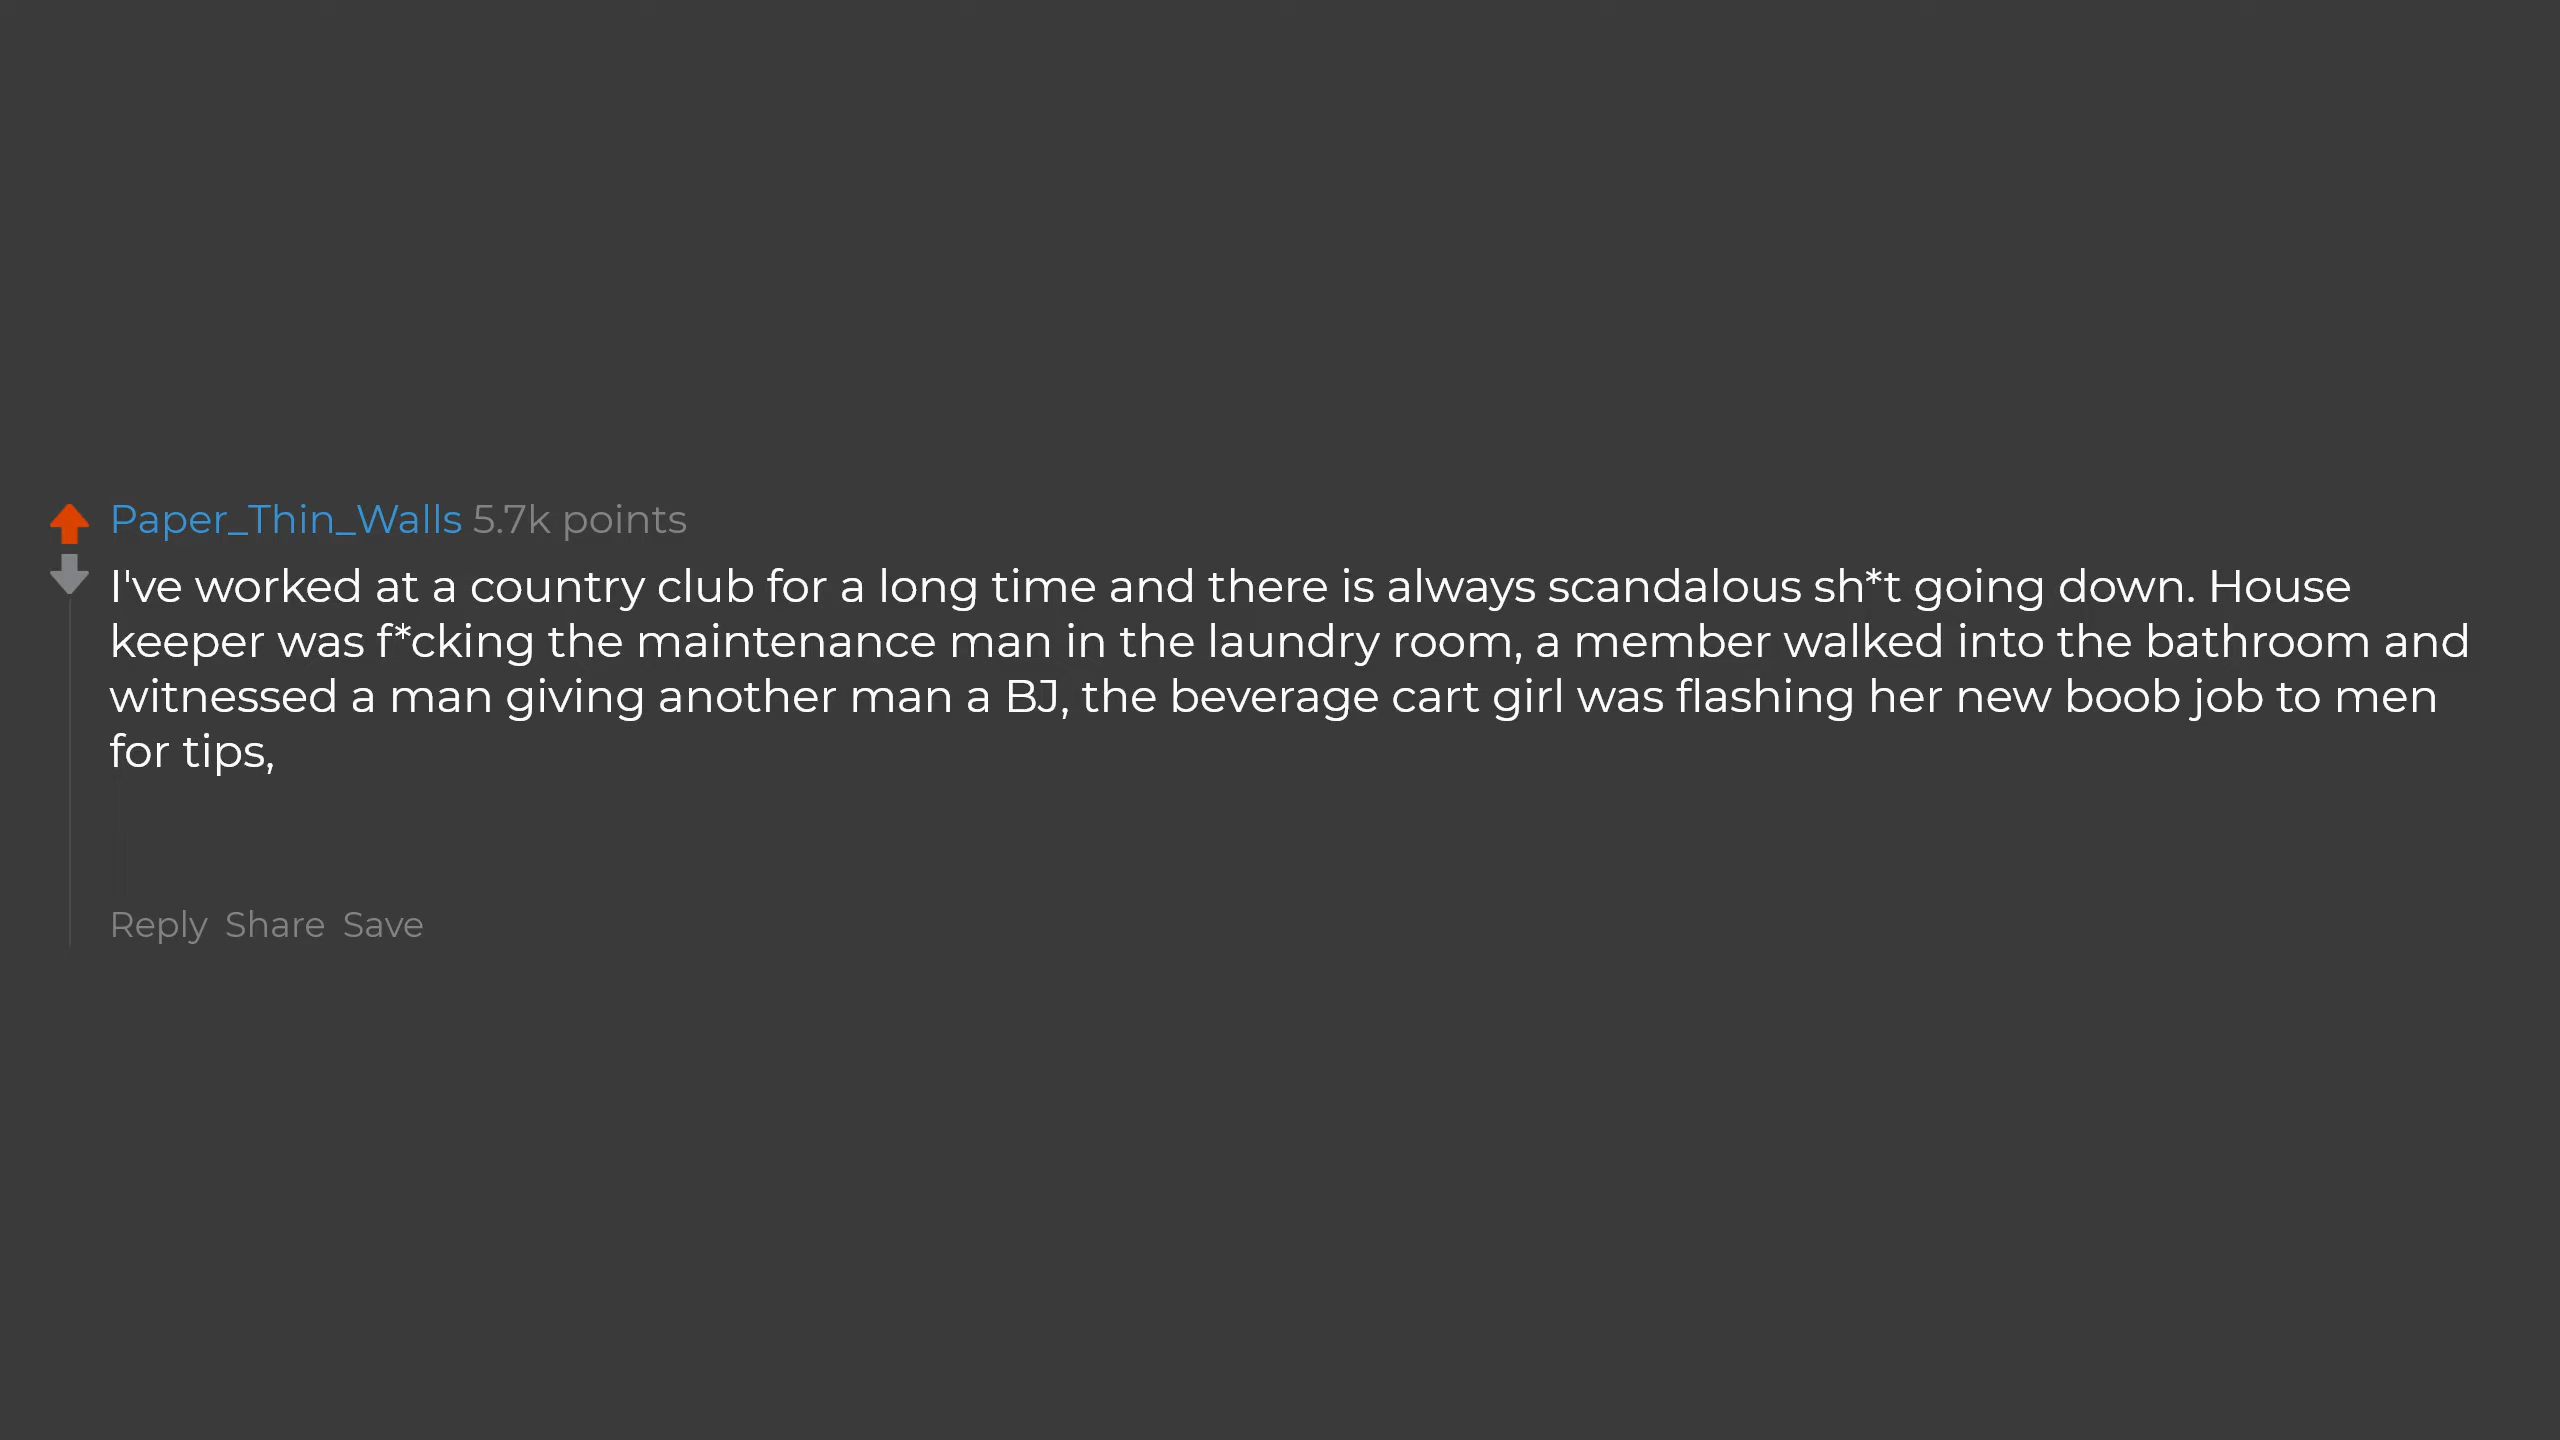 Paper_Thin_Walls 5.7k points
I've worked at a country club for a long time and there is always scandalous sh*t going down. House
keeper was f*cking the maintenance man in the laundry room, a member walked into the bathroom and
witnessed a man giving another man a BJ, the beverage cart girl was flashing her new boob job to men
for tips,
Reply Share Save